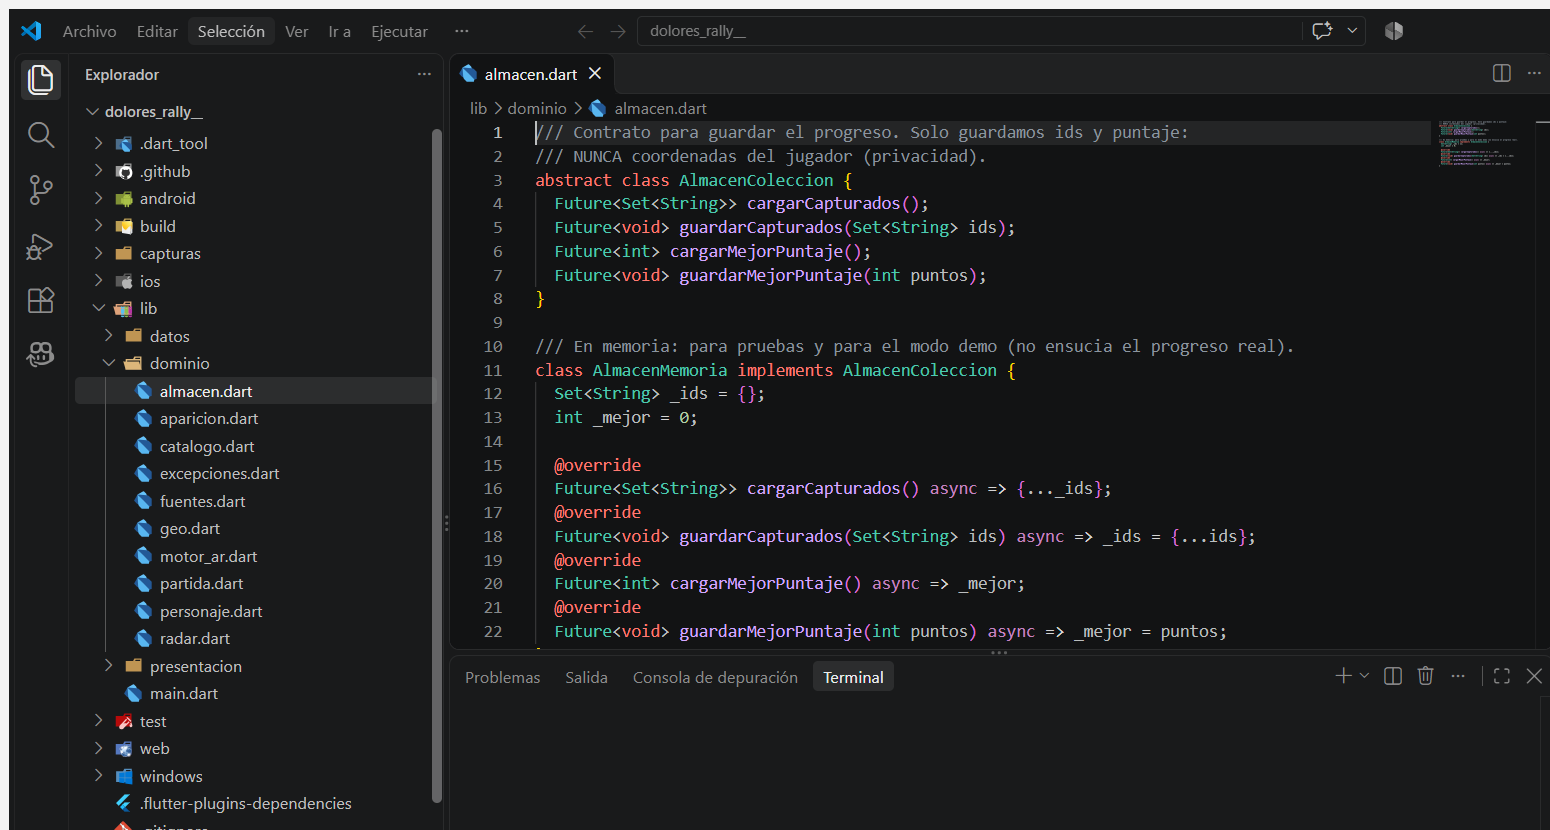 Archivo Editar Selección Ver Ir a Ejecutar ··· dolores_rally__
Explorador ···
dolores_rally__
.dart_tool
.github
android
build
capturas
ios
lib
datos
dominio
almacen.dart
aparicion.dart
catalogo.dart
excepciones.dart
fuentes.dart
geo.dart
motor_ar.dart
partida.dart
personaje.dart
radar.dart
presentacion
main.dart
test
web
windows
.flutter-plugins-dependencies
.gitignore
almacen.dart
lib > dominio > almacen.dart
1 /// Contrato para guardar el progreso. Solo guardamos ids y puntaje:
2 /// NUNCA coordenadas del jugador (privacidad).
3 abstract class AlmacenColeccion {
4   Future<Set<String>> cargarCapturados();
5   Future<void> guardarCapturados(Set<String> ids);
6   Future<int> cargarMejorPuntaje();
7   Future<void> guardarMejorPuntaje(int puntos);
8 }
9
10 /// En memoria: para pruebas y para el modo demo (no ensucia el progreso real).
11 class AlmacenMemoria implements AlmacenColeccion {
12   Set<String> _ids = {};
13   int _mejor = 0;
14
15   @override
16   Future<Set<String>> cargarCapturados() async => {..._ids};
17   @override
18   Future<void> guardarCapturados(Set<String> ids) async => _ids = {...ids};
19   @override
20   Future<int> cargarMejorPuntaje() async => _mejor;
21   @override
22   Future<void> guardarMejorPuntaje(int puntos) async => _mejor = puntos;
Problemas Salida Consola de depuración Terminal